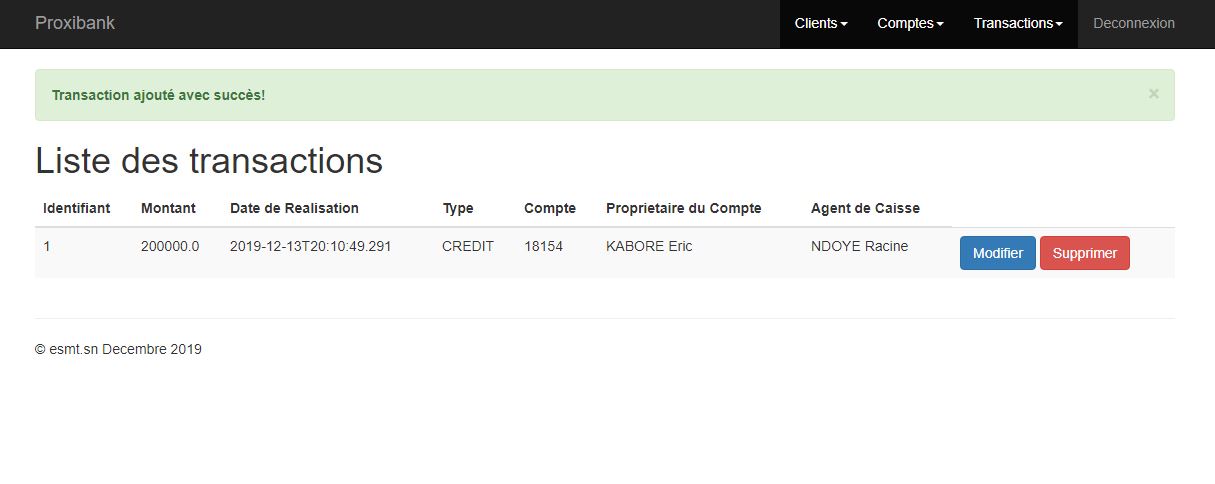 Proxibank Clients Comptes Transactions Deconnexion
Transaction ajouté avec succès! ×
Liste des transactions
Identifiant Montant Date de Realisation Type Compte Proprietaire du Compte Agent de Caisse
1 200000.0 2019-12-13T20:10:49.291 CREDIT 18154 KABORE Eric NDOYE Racine Modifier Supprimer
© esmt.sn Decembre 2019